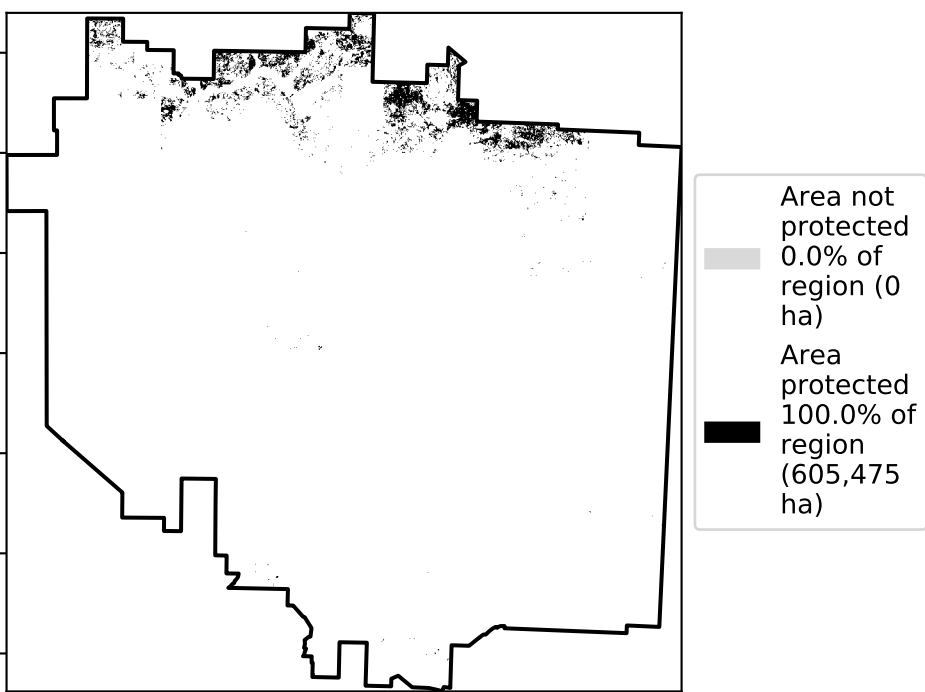 Area not
protected
0.0% of
region (0
ha)
Area
protected
100.0% of
region
(605,475
ha)